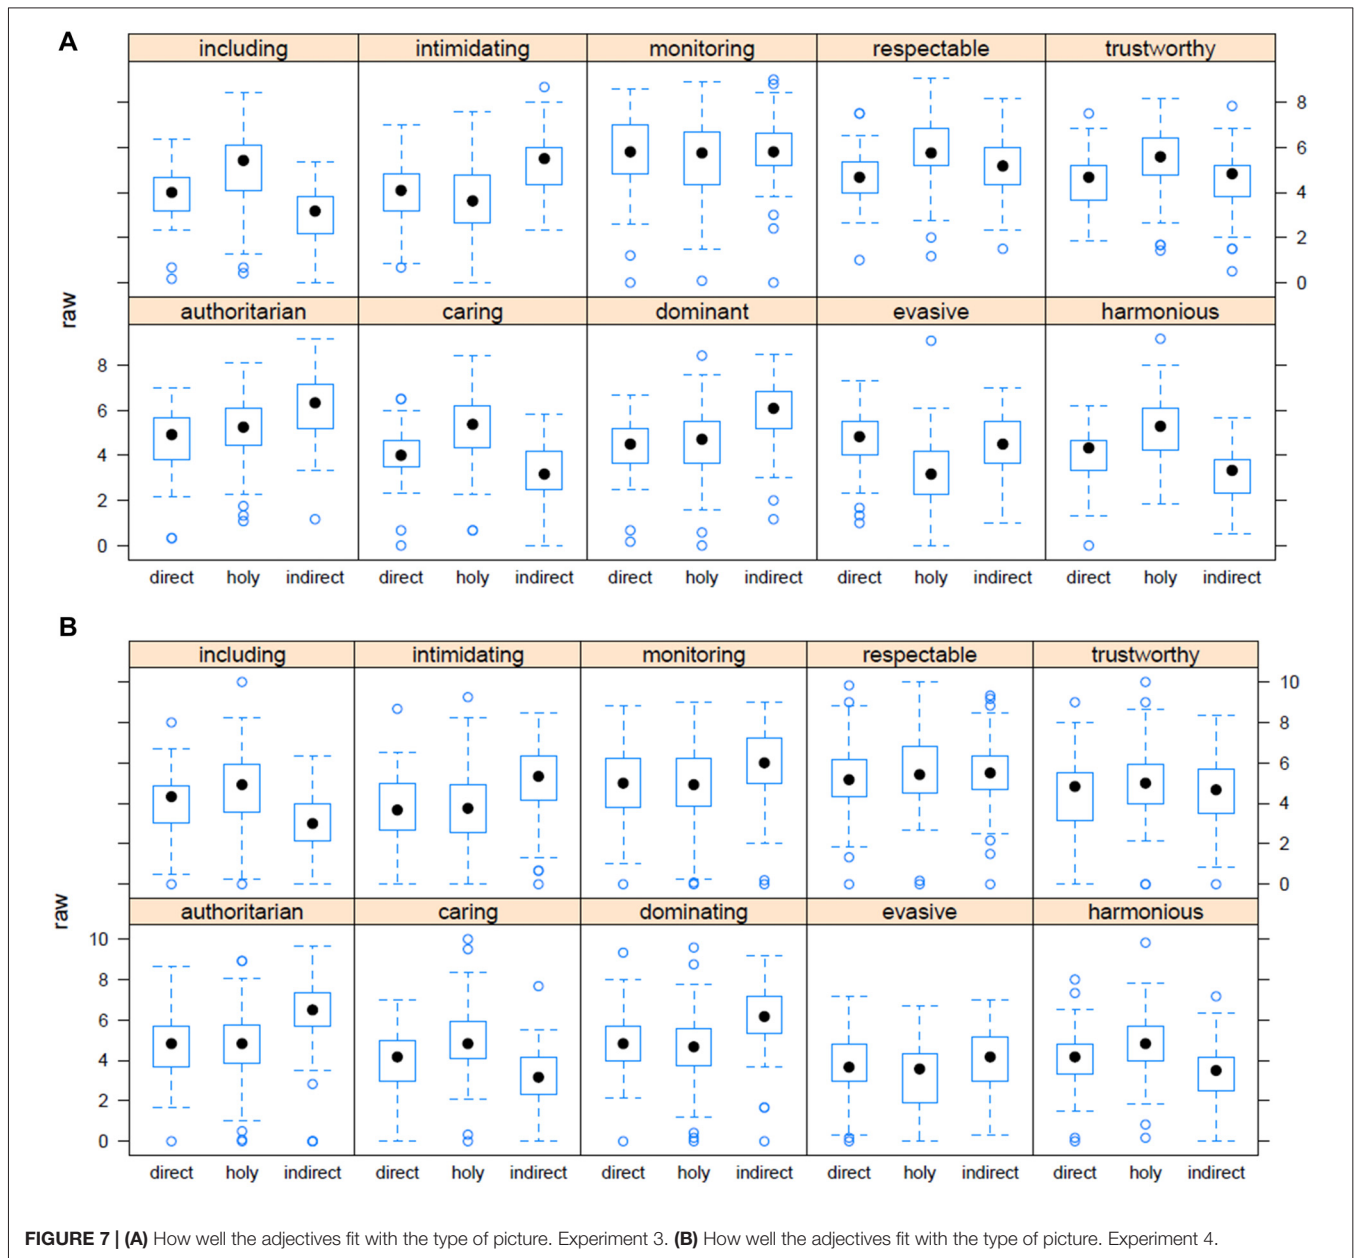 A
including intimidating monitoring respectable trustworthy
8
6
4
2
0
raw
authoritarian caring dominant evasive harmonious
8
6
4
2
0
direct holy indirect direct holy indirect direct holy indirect direct holy indirect direct holy indirect
B
including intimidating monitoring respectable trustworthy
10
8
6
4
2
0
raw
authoritarian caring dominating evasive harmonious
10
8
6
4
2
0
direct holy indirect direct holy indirect direct holy indirect direct holy indirect direct holy indirect
FIGURE 7 | (A) How well the adjectives fit with the type of picture. Experiment 3. (B) How well the adjectives fit with the type of picture. Experiment 4.